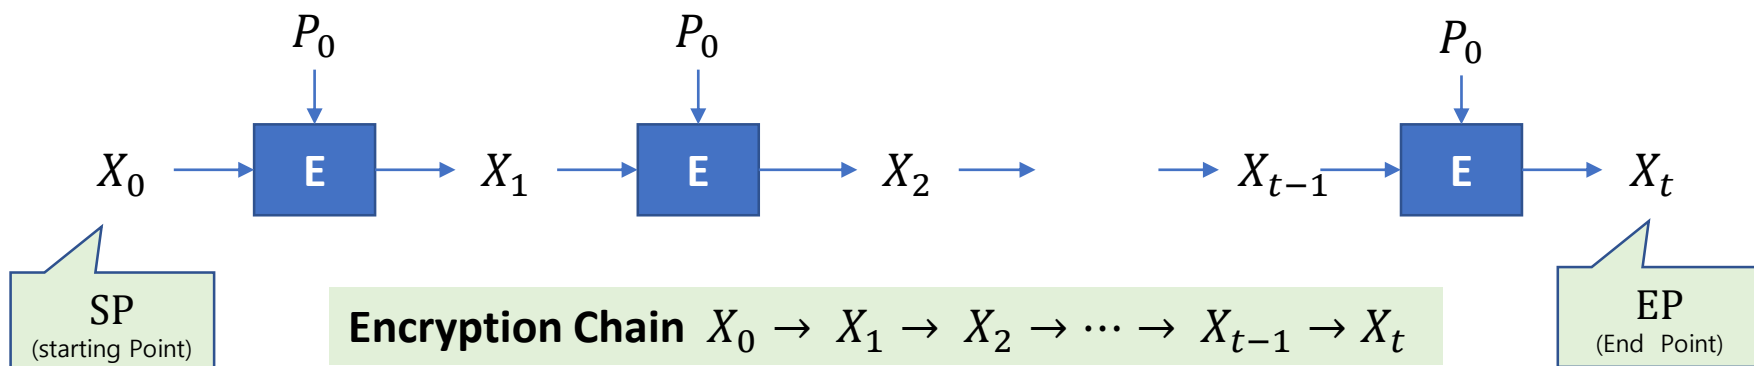 P₀ P₀ P₀
X₀ E X₁ E X₂ Xₜ₋₁ E Xₜ
SP
(starting Point)
Encryption Chain X₀ → X₁ → X₂ → ⋯ → Xₜ₋₁ → Xₜ
EP
(End Point)